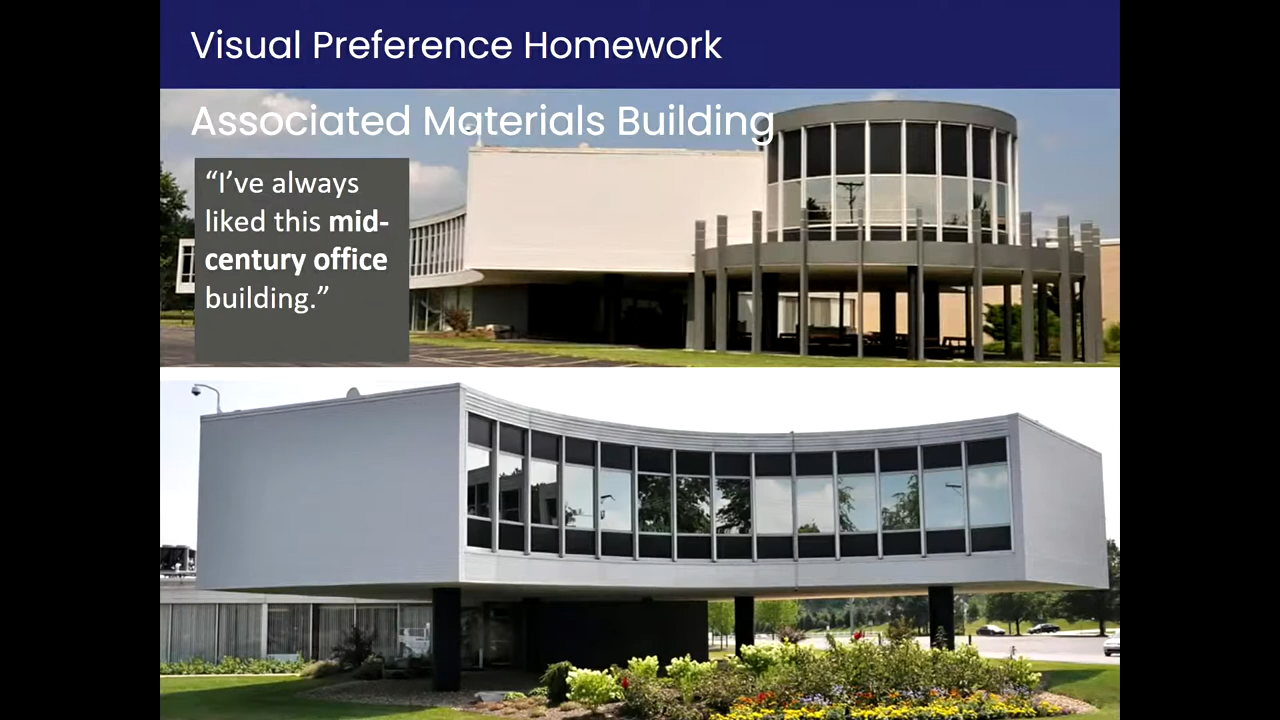 Visual Preference Homework
Associated Materials Building
“I’ve always
liked this mid-
century office
building.”